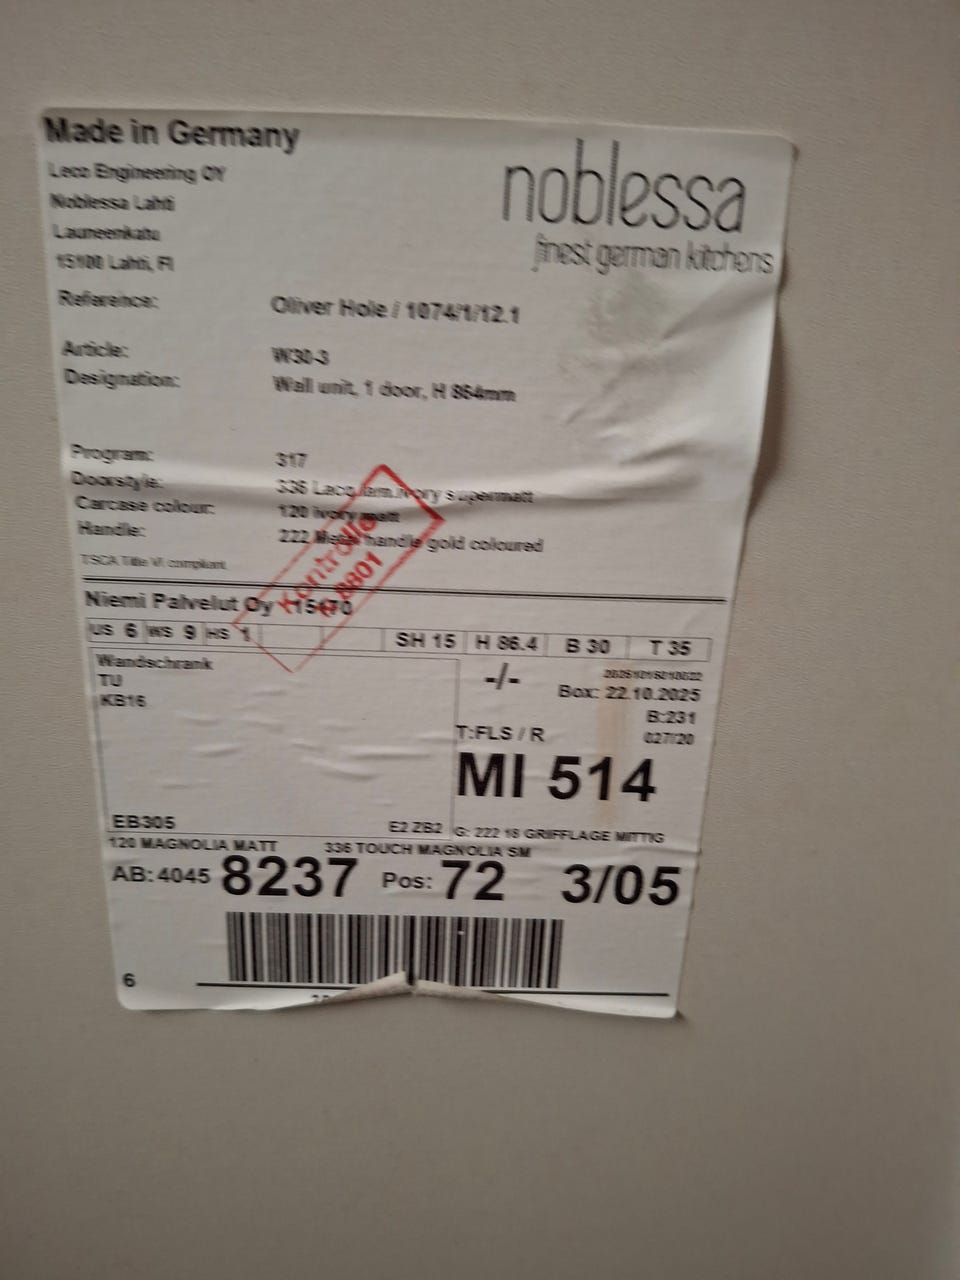 Made in Germany
noblessa
finest german kitchens
Leco Engineering OY
Noblessa Lahti
Launeenkatu
15100 Lahti, FI
Reference: Oliver Hole / 1074/1/12.1
Article: W30-3
Designation: Wall unit, 1 door, H 864mm
Program: 317
Doorstyle: 336 Lacq.lam.ivory supermatt
Carcase colour: 120 ivory matt
Handle: 222 Metal handle gold coloured
TSCA Title VI compliant
Kontrolle
8801
Niemi Palvelut Oy 15470
US 6 WS 9 HS 1 SH 15 H 86.4 B 30 T 35
Wandschrank
TU
KB16
-/-
Box: 22.10.2025
B:231
027/20
T:FLS / R
MI 514
EB305 E2 ZB2 G: 222 18 GRIFFLAGE MITTIG
120 MAGNOLIA MATT 336 TOUCH MAGNOLIA SM
AB: 4045 8237 Pos: 72 3/05
6